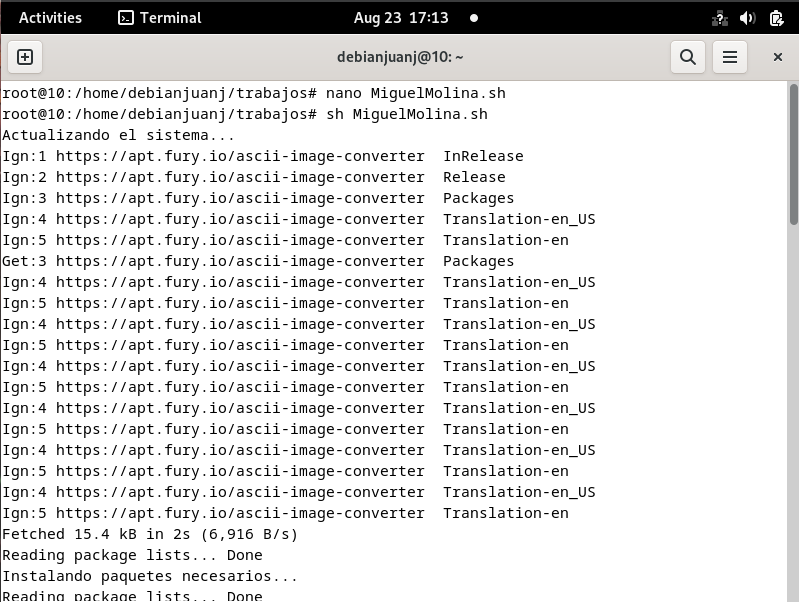 Activities Terminal Aug 23 17:13
debianjuanj@10: ~
root@10:/home/debianjuanj/trabajos# nano MiguelMolina.sh
root@10:/home/debianjuanj/trabajos# sh MiguelMolina.sh
Actualizando el sistema...
Ign:1 https://apt.fury.io/ascii-image-converter  InRelease
Ign:2 https://apt.fury.io/ascii-image-converter  Release
Ign:3 https://apt.fury.io/ascii-image-converter  Packages
Ign:4 https://apt.fury.io/ascii-image-converter  Translation-en_US
Ign:5 https://apt.fury.io/ascii-image-converter  Translation-en
Get:3 https://apt.fury.io/ascii-image-converter  Packages
Ign:4 https://apt.fury.io/ascii-image-converter  Translation-en_US
Ign:5 https://apt.fury.io/ascii-image-converter  Translation-en
Ign:4 https://apt.fury.io/ascii-image-converter  Translation-en_US
Ign:5 https://apt.fury.io/ascii-image-converter  Translation-en
Ign:4 https://apt.fury.io/ascii-image-converter  Translation-en_US
Ign:5 https://apt.fury.io/ascii-image-converter  Translation-en
Ign:4 https://apt.fury.io/ascii-image-converter  Translation-en_US
Ign:5 https://apt.fury.io/ascii-image-converter  Translation-en
Ign:4 https://apt.fury.io/ascii-image-converter  Translation-en_US
Ign:5 https://apt.fury.io/ascii-image-converter  Translation-en
Ign:4 https://apt.fury.io/ascii-image-converter  Translation-en_US
Ign:5 https://apt.fury.io/ascii-image-converter  Translation-en
Fetched 15.4 kB in 2s (6,916 B/s)
Reading package lists... Done
Instalando paquetes necesarios...
Reading package lists... Done